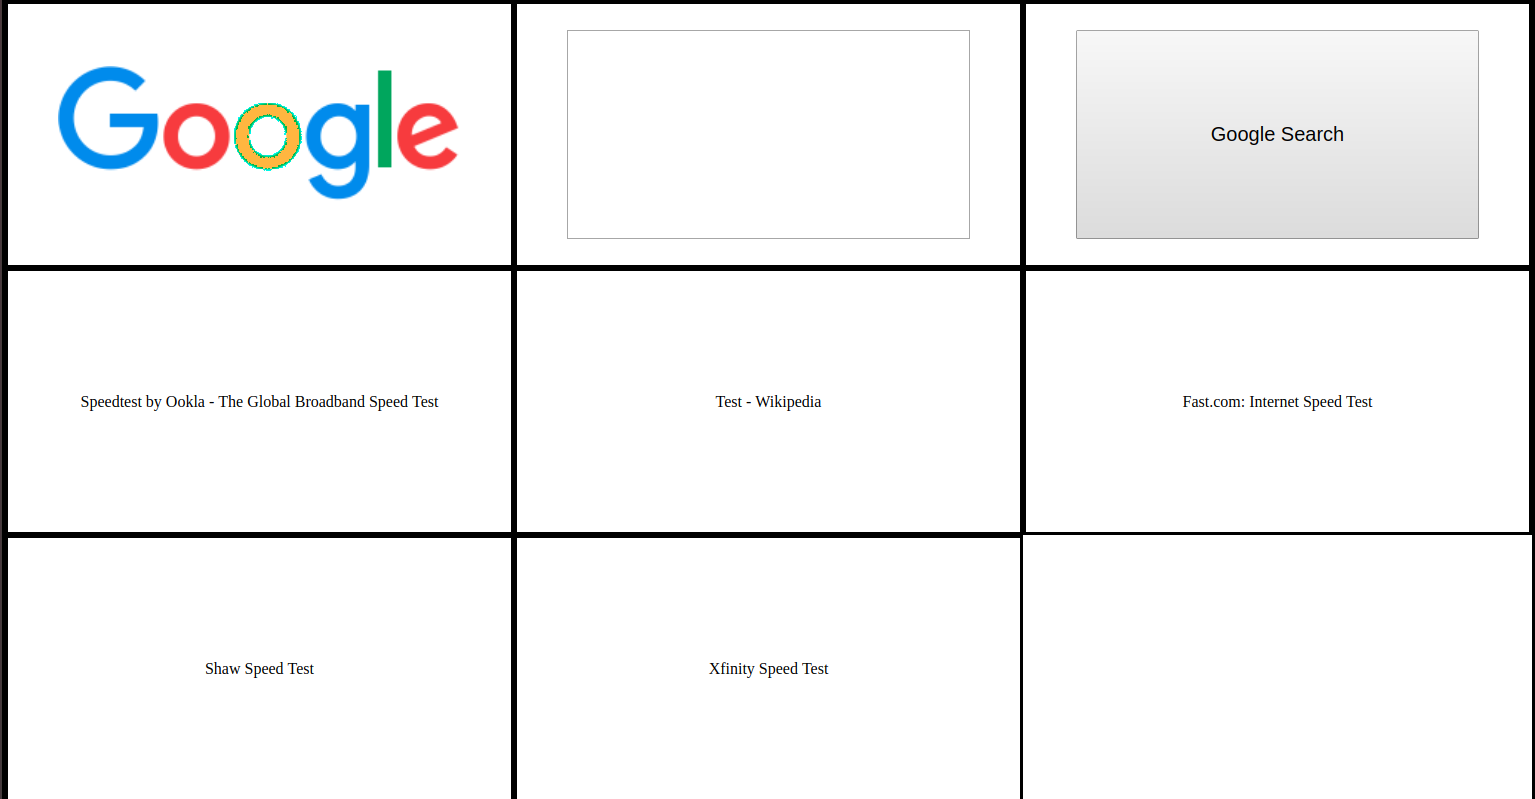 Google
Google Search
Speedtest by Ookla - The Global Broadband Speed Test
Test - Wikipedia
Fast.com: Internet Speed Test
Shaw Speed Test
Xfinity Speed Test